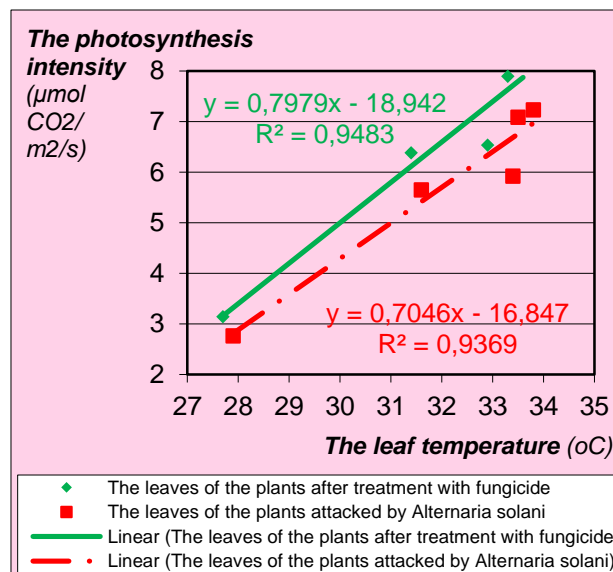 The photosynthesis
intensity
(µmol
CO2/
m2/s)
8
7
6
5
4
3
2
y = 0,7979x - 18,942
R² = 0,9483
y = 0,7046x - 16,847
R² = 0,9369
27 28 29 30 31 32 33 34 35
The leaf temperature (oC)
The leaves of the plants after treatment with fungicide
The leaves of the plants attacked by Alternaria solani
Linear (The leaves of the plants after treatment with fungicide
Linear (The leaves of the plants attacked by Alternaria solani)